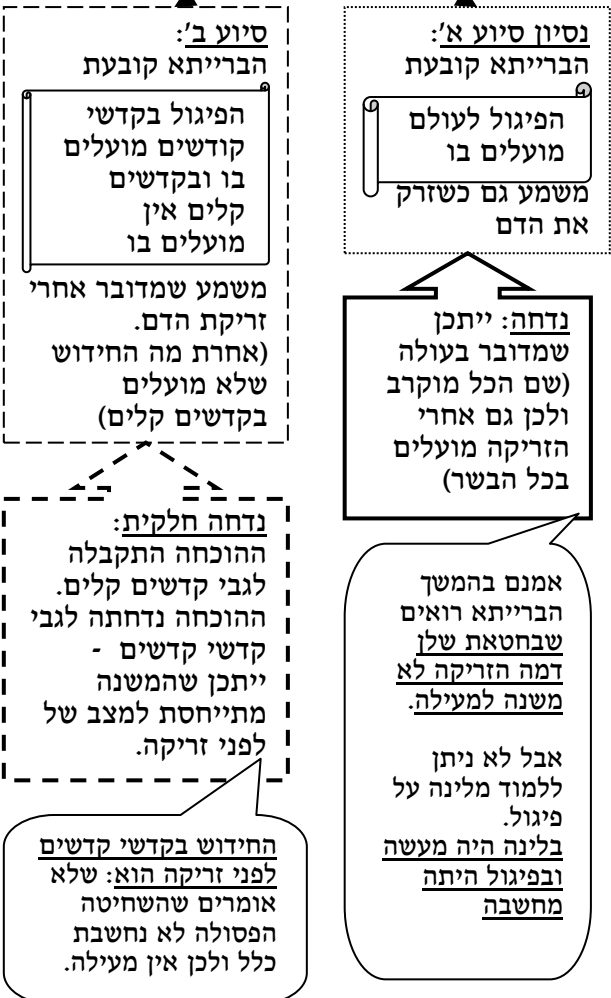 נסיון סיוע א':
הברייתא קובעת
הפיגול לעולם
מועלים בו
משמע גם כשזרק
את הדם
נדחה: ייתכן
שמדובר בעולה
(שם הכל מוקרב
ולכן גם אחרי
הזריקה מועלים
בכל הבשר)
אמנם בהמשך
הברייתא רואים
שבחטאת שלן
דמה הזריקה לא
משנה למעילה.
אבל לא ניתן
ללמוד מלינה על
פיגול.
בלינה היה מעשה
ובפיגול היתה
מחשבה
סיוע ב':
הברייתא קובעת
הפיגול בקדשי
קודשים מועלים
בו ובקדשים
קלים אין
מועלים בו
משמע שמדובר אחרי
זריקת הדם.
(אחרת מה החידוש
שלא מועלים
בקדשים קלים)
נדחה חלקית:
ההוכחה התקבלה
לגבי קדשים קלים.
ההוכחה נדחתה לגבי
קדשי קדשים -
ייתכן שהמשנה
מתייחסת למצב של
לפני זריקה.
החידוש בקדשי קדשים
לפני זריקה הוא: שלא
אומרים שהשחיטה
הפסולה לא נחשבת
כלל ולכן אין מעילה.